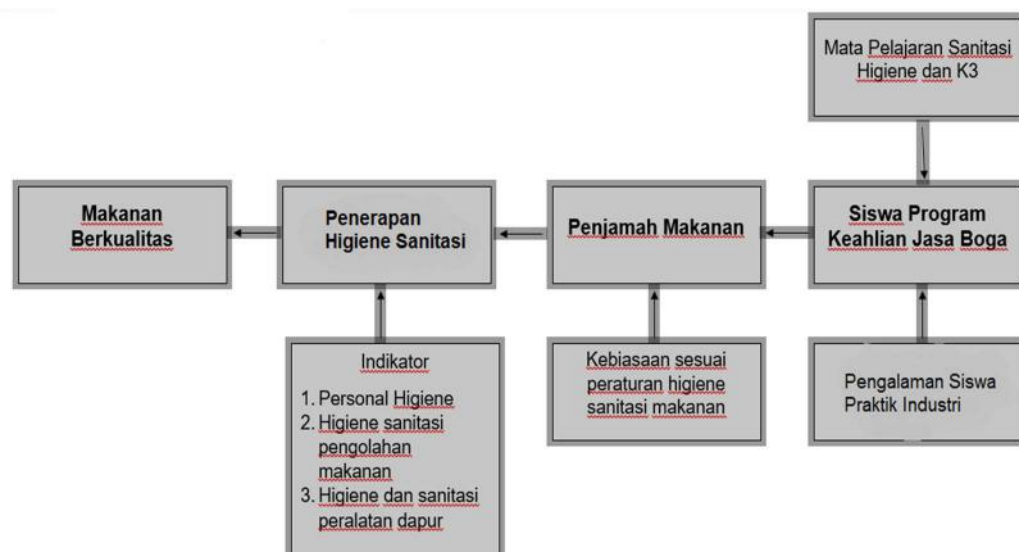 Mata Pelajaran Sanitasi
Higiene dan K3
Makanan
Berkualitas
Penerapan
Higiene Sanitasi
Penjamah Makanan
Siswa Program
Keahlian Jasa Boga
Indikator
1. Personal Higiene
2. Higiene sanitasi
pengolahan
makanan
3. Higiene dan sanitasi
peralatan dapur
Kebiasaan sesuai
peraturan higiene
sanitasi makanan
Pengalaman Siswa
Praktik Industri